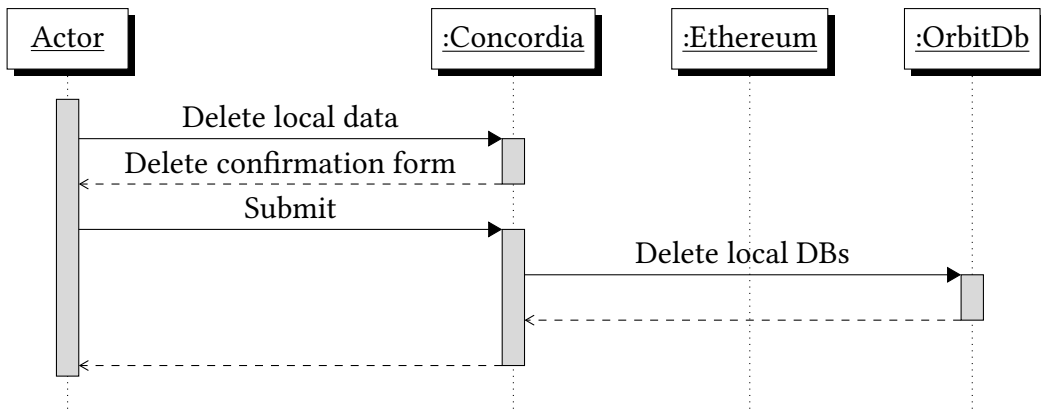 Actor
:Concordia
:Ethereum
:OrbitDb
Delete local data
Delete confirmation form
Submit
Delete local DBs